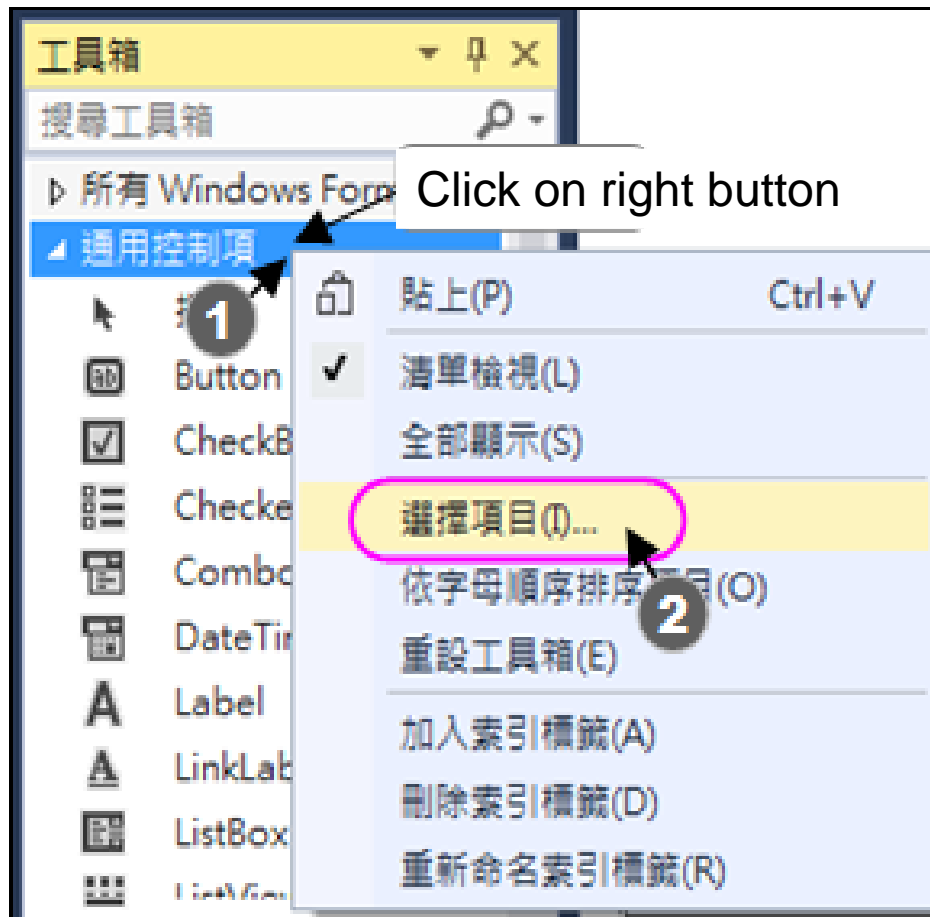 工具箱
搜尋工具箱
所有 Windows Form
Click on right button
通用控制項
1
貼上(P) Ctrl+V
Button
清單檢視(L)
CheckB
全部顯示(S)
Checke
選擇項目(I)...
Combo
依字母順序排序項目(O)
2
DateTir
重設工具箱(E)
Label
加入索引標籤(A)
LinkLab
刪除索引標籤(D)
ListBox
重新命名索引標籤(R)